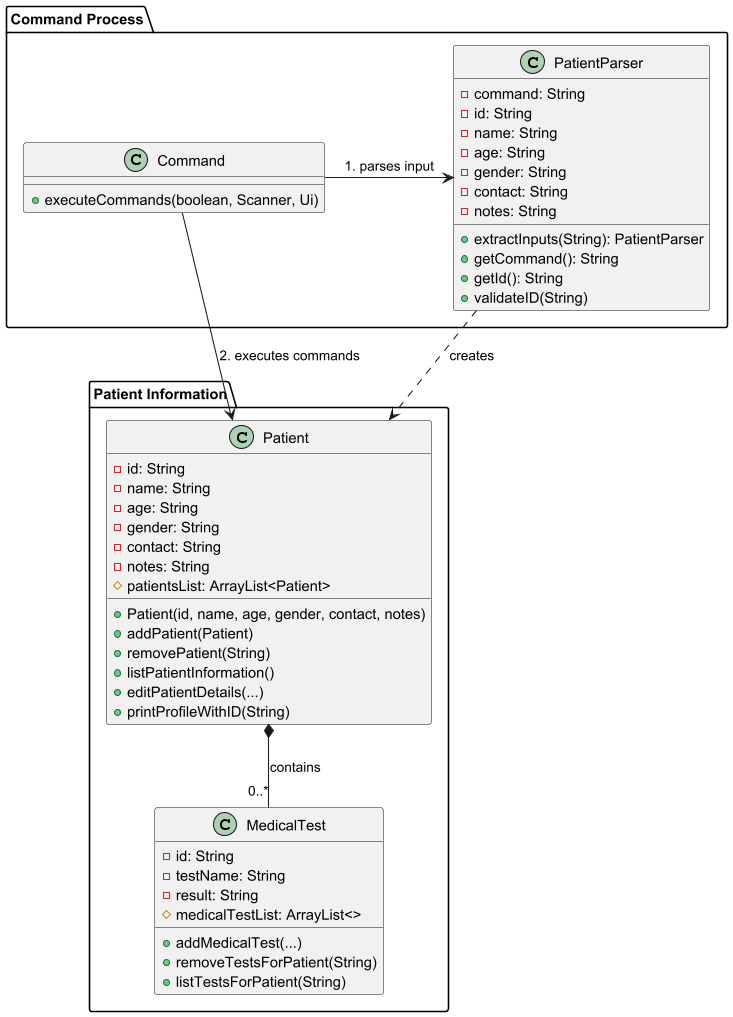 Command Process
C PatientParser
command: String
id: String
name: String
age: String
gender: String
contact: String
notes: String
extractInputs(String): PatientParser
getCommand(): String
getId(): String
validateID(String)
C Command
executeCommands(boolean, Scanner, Ui)
1. parses input
2. executes commands
creates
Patient Information
C Patient
id: String
name: String
age: String
gender: String
contact: String
notes: String
patientsList: ArrayList<Patient>
Patient(id, name, age, gender, contact, notes)
addPatient(Patient)
removePatient(String)
listPatientInformation()
editPatientDetails(...)
printProfileWithID(String)
contains
0..*
C MedicalTest
id: String
testName: String
result: String
medicalTestList: ArrayList<>
addMedicalTest(...)
removeTestsForPatient(String)
listTestsForPatient(String)